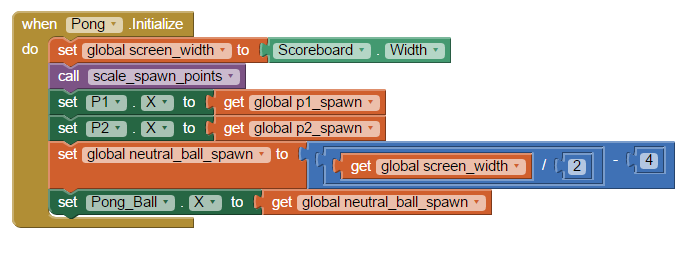 when Pong .Initialize
do set global screen_width to Scoreboard . Width
call scale_spawn_points
set P1 . X to get global p1_spawn
set P2 . X to get global p2_spawn
set global neutral_ball_spawn to get global screen_width / 2 - 4
set Pong_Ball . X to get global neutral_ball_spawn